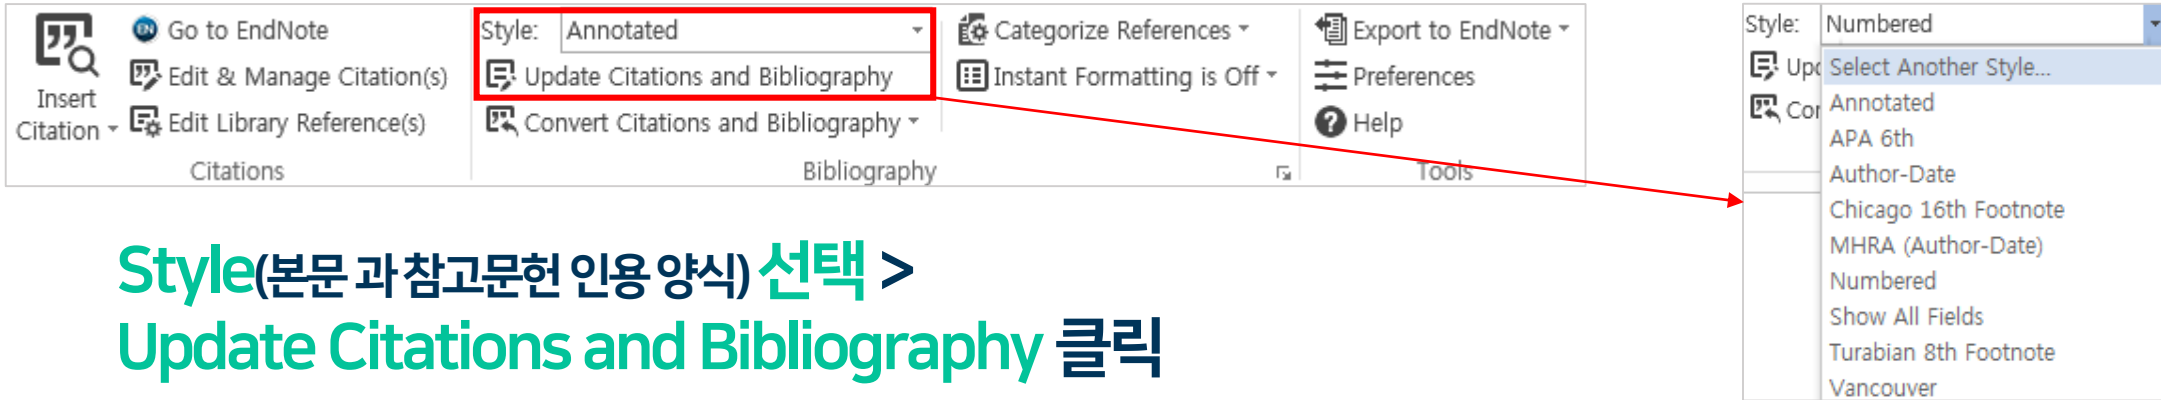 Insert Citation
Go to EndNote
Edit & Manage Citation(s)
Edit Library Reference(s)
Citations
Style: Annotated
Update Citations and Bibliography
Convert Citations and Bibliography
Categorize References
Instant Formatting is Off
Bibliography
Export to EndNote
Preferences
Help
Tools
Style: Numbered
Upd
Cor
Select Another Style...
Annotated
APA 6th
Author-Date
Chicago 16th Footnote
MHRA (Author-Date)
Numbered
Show All Fields
Turabian 8th Footnote
Vancouver
Style(본문 과 참고문헌 인용 양식) 선택 >
Update Citations and Bibliography 클릭